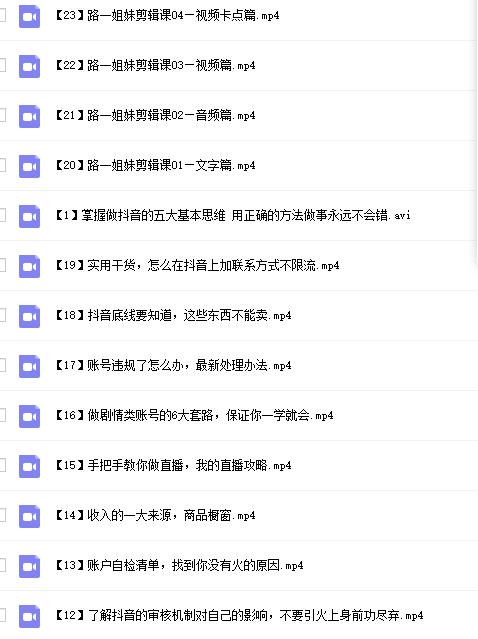 【23】路一姐妹剪辑课04—视频卡点篇.mp4
【22】路一姐妹剪辑课03—视频篇.mp4
【21】路一姐妹剪辑课02—音频篇.mp4
【20】路一姐妹剪辑课01—文字篇.mp4
【1】掌握做抖音的五大基本思维 用正确的方法做事永远不会错.avi
【19】实用干货，怎么在抖音上加联系方式不限流.mp4
【18】抖音底线要知道，这些东西不能卖.mp4
【17】账号违规了怎么办，最新处理办法.mp4
【16】做剧情类账号的6大套路，保证你一学就会.mp4
【15】手把手教你做直播，我的直播攻略.mp4
【14】收入的一大来源，商品橱窗.mp4
【13】账户自检清单，找到你没有火的原因.mp4
【12】了解抖音的审核机制对自己的影响，不要引火上身前功尽弃.mp4